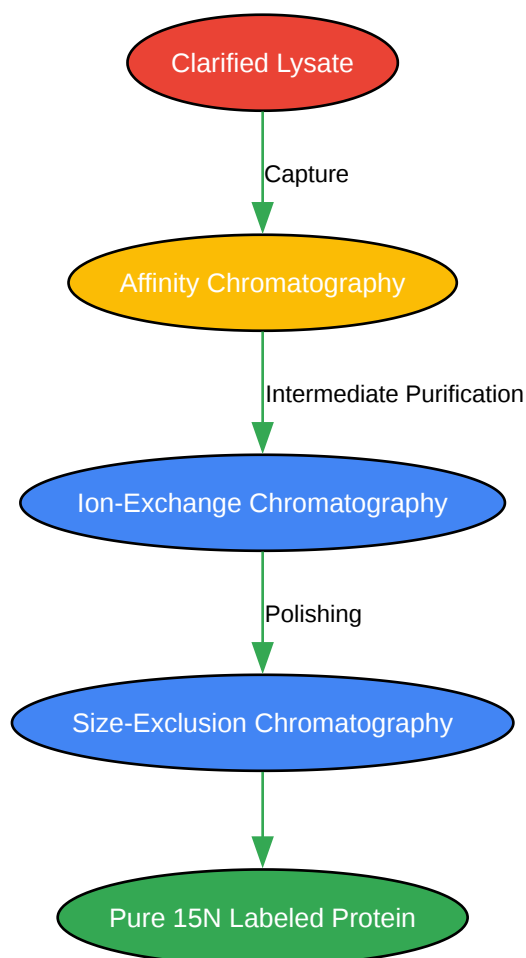 Clarified Lysate
Capture
Affinity Chromatography
Intermediate Purification
Ion-Exchange Chromatography
Polishing
Size-Exclusion Chromatography
Pure 15N Labeled Protein